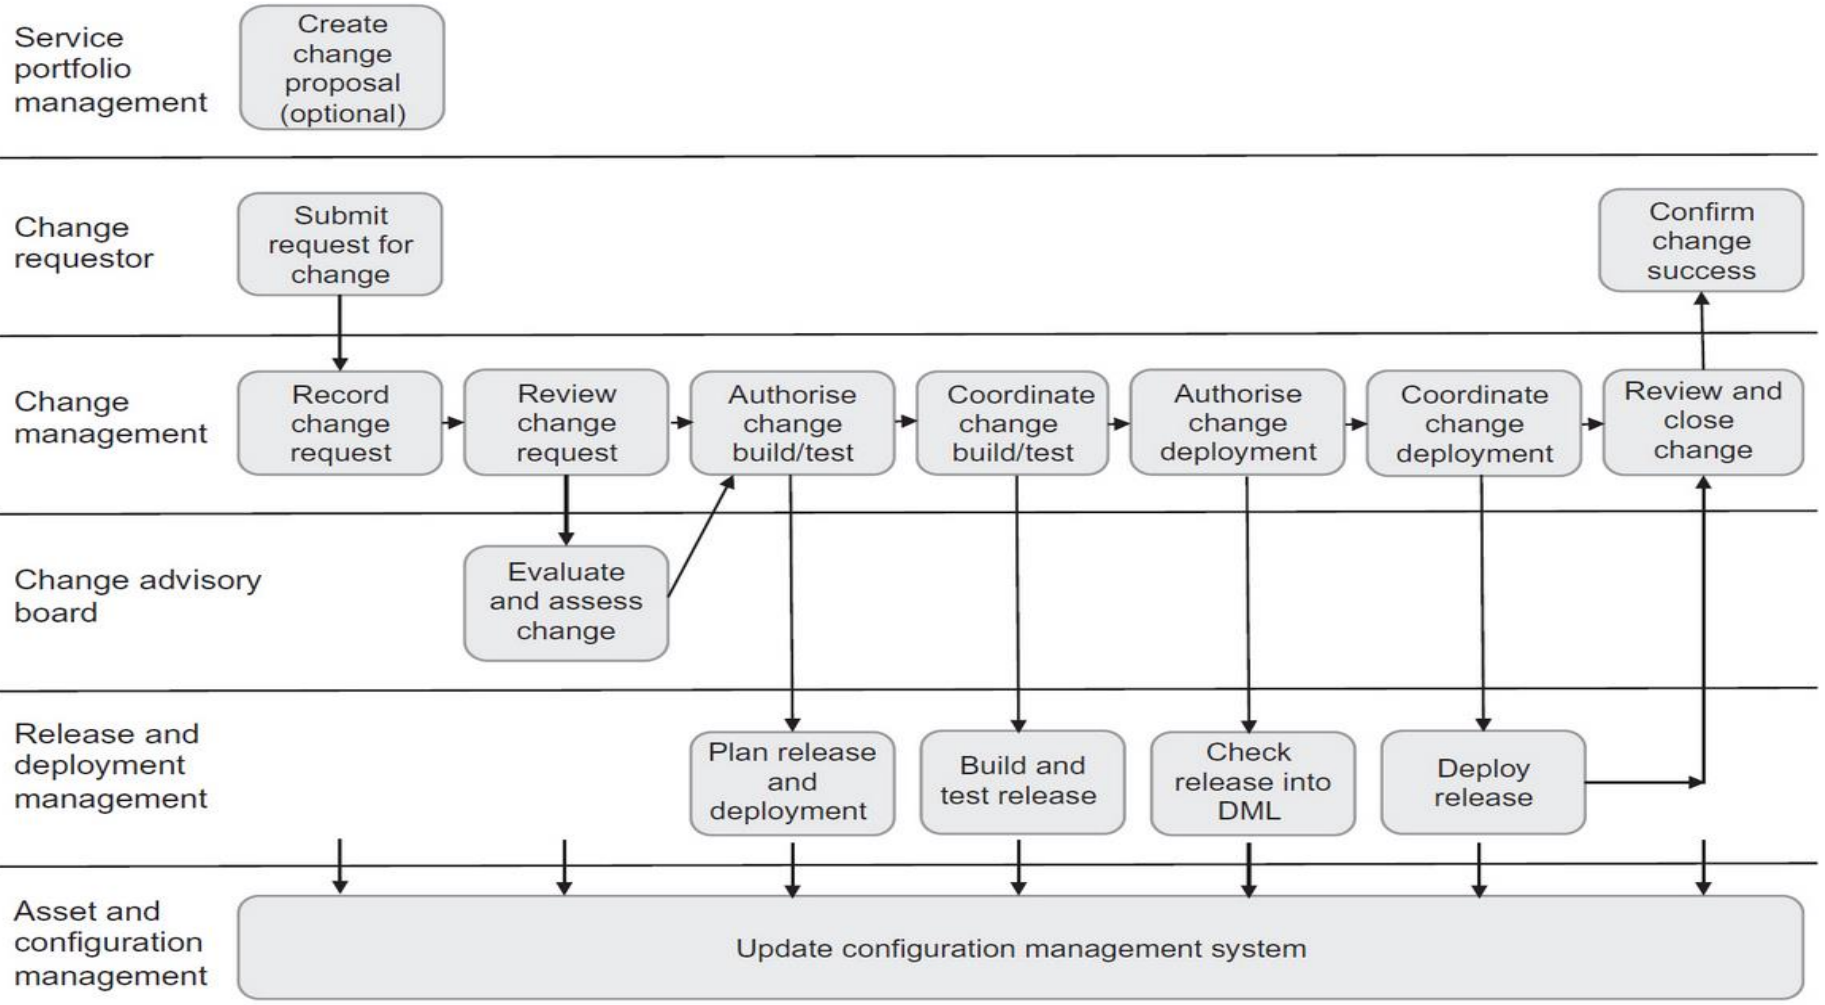 Service
portfolio
management
Create
change
proposal
(optional)
Change
requestor
Submit
request for
change
Confirm
change
success
Change
management
Record
change
request
Review
change
request
Authorise
change
build/test
Coordinate
change
build/test
Authorise
change
deployment
Coordinate
change
deployment
Review and
close
change
Change advisory
board
Evaluate
and assess
change
Release and
deployment
management
Plan release
and
deployment
Build and
test release
Check
release into
DML
Deploy
release
Asset and
configuration
management
Update configuration management system